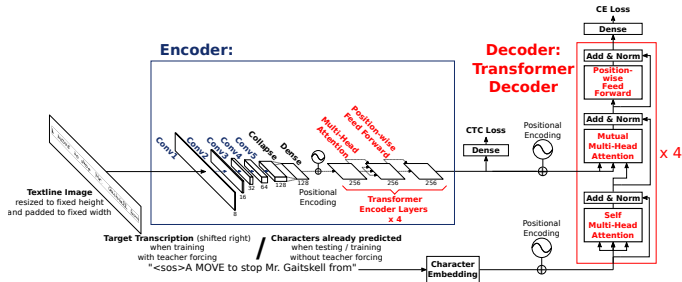 CE Loss
Dense
Encoder:
Decoder:
Transformer
Decoder
Add & Norm
Position-
wise
Feed
Forward
Add & Norm
Mutual
Multi-Head
Attention
x 4
Add & Norm
Self
Multi-Head
Attention
CTC Loss
Dense
Positional
Encoding
Conv1
Conv2
Conv3
Conv4
Conv5
Collapse
Dense
Multi-Head
Attention
Position-wise
Feed Forward
8
16
32
64
128
128
Positional
Encoding
256
256
256
Transformer
Encoder Layers
x 4
Textline Image
resized to fixed height
and padded to fixed width
Target Transcription (shifted right)
when training
with teacher forcing
/
Characters already predicted
when testing / training
without teacher forcing
"<sos>A MOVE to stop Mr. Gaitskell from"
Character
Embedding
Positional
Encoding